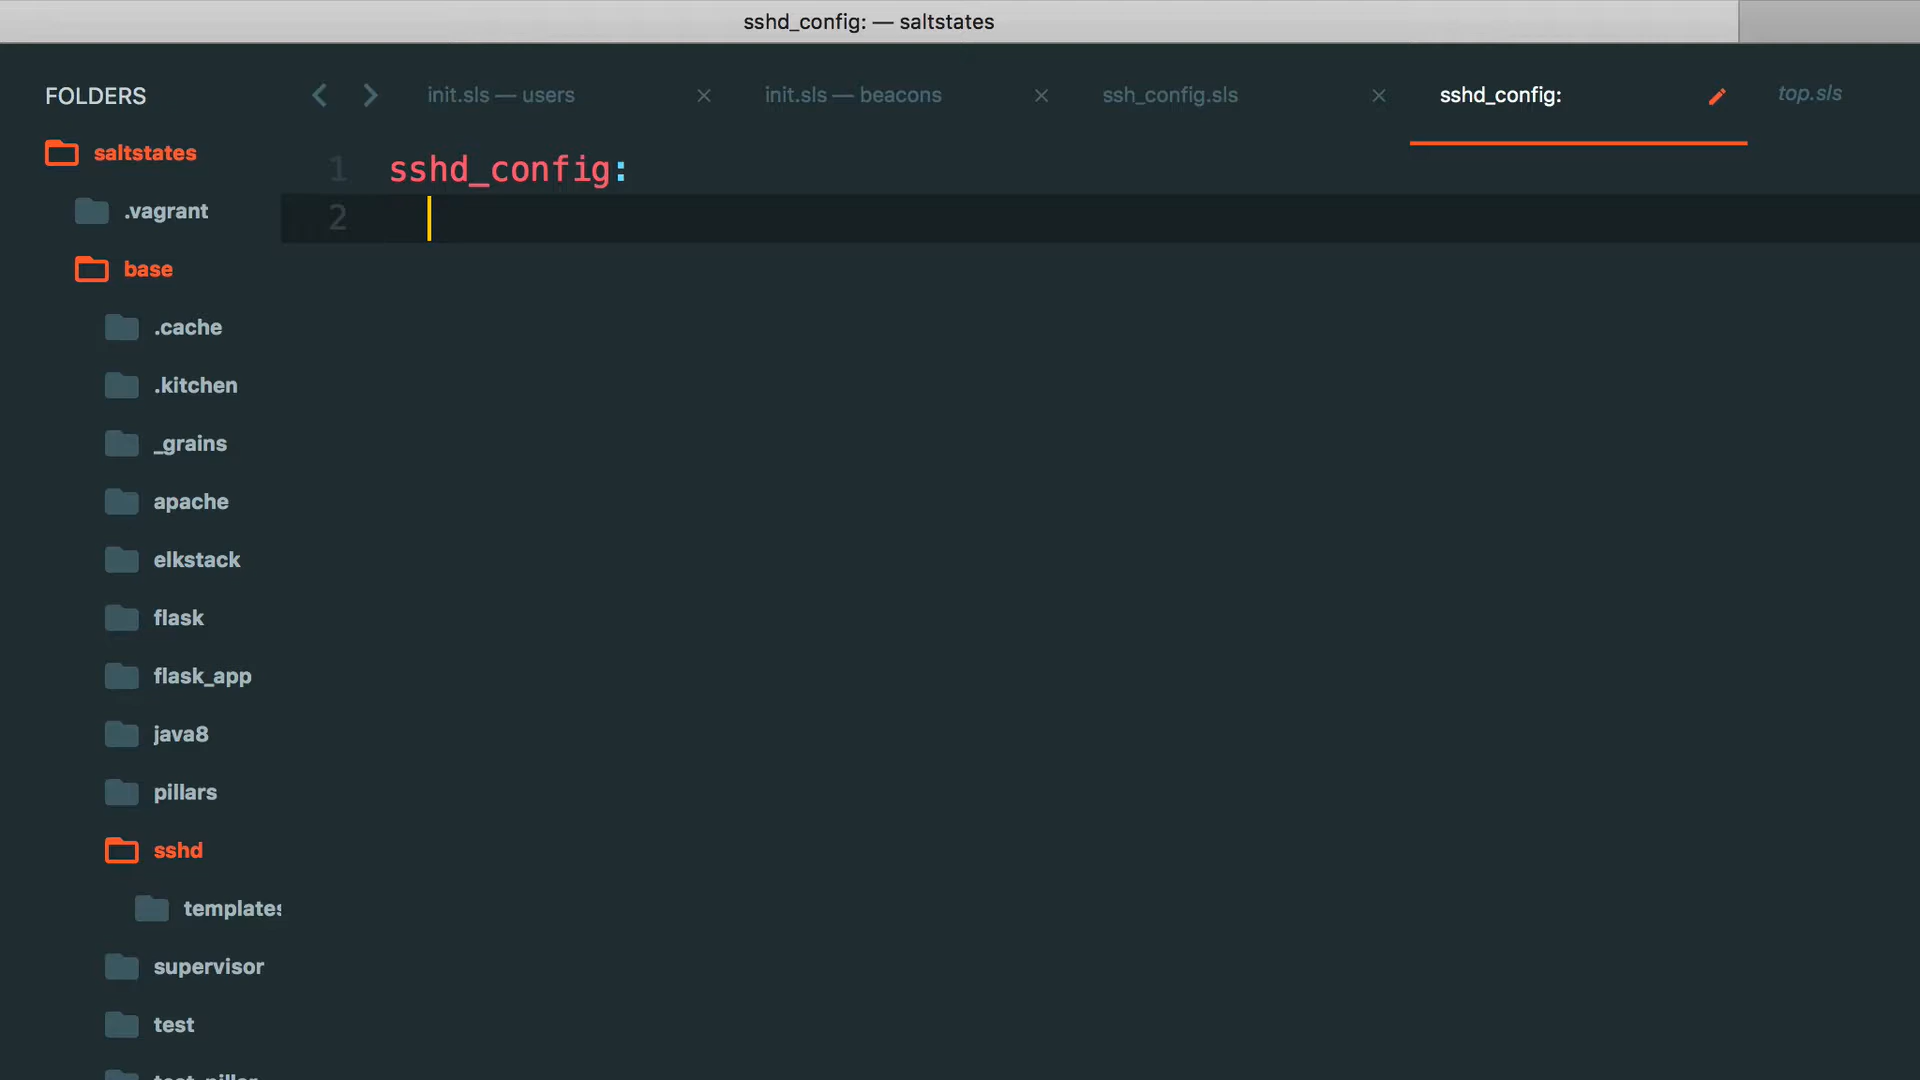 sshd_config: — saltstates
FOLDERS
saltstates
.vagrant
base
.cache
.kitchen
_grains
apache
elkstack
flask
flask_app
java8
pillars
sshd
templates
supervisor
test
init.sls — users
init.sls — beacons
ssh_config.sls
sshd_config:
top.sls
1 sshd_config:
2